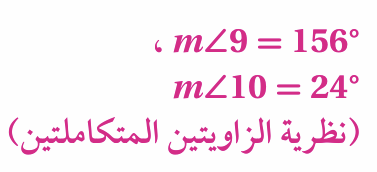 m∠9 = 156° ،
m∠10 = 24°
(نظرية الزاويتين المتكاملتين)